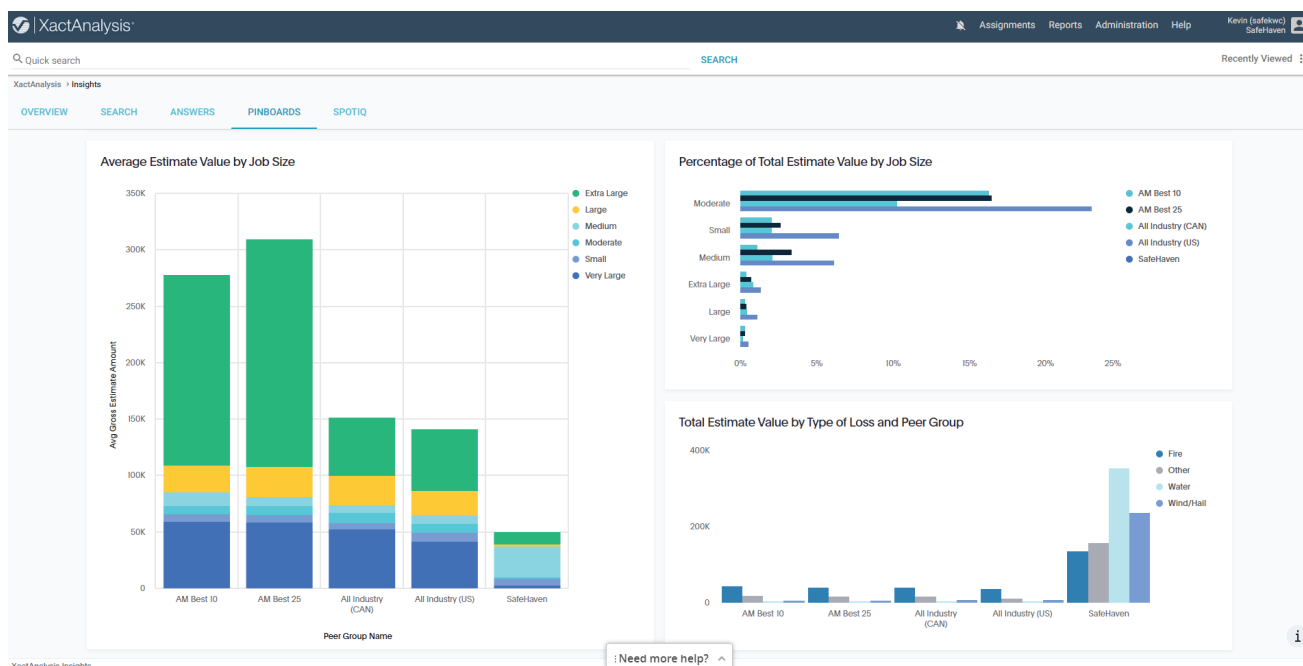 XactAnalysis®
Assignments Reports Administration Help
Kevin (safekwc)
SafeHaven
Quick search
SEARCH
Recently Viewed
XactAnalysis › Insights
OVERVIEW SEARCH ANSWERS PINBOARDS SPOTIQ
Average Estimate Value by Job Size
350K
300K
250K
200K
150K
100K
50K
0
Avg Gross Estimate Amount
AM Best 10
AM Best 25
All Industry
(CAN)
All Industry (US)
SafeHaven
Peer Group Name
Extra Large
Large
Medium
Moderate
Small
Very Large
Percentage of Total Estimate Value by Job Size
Moderate
Small
Medium
Extra Large
Large
Very Large
0% 5% 10% 15% 20% 25%
AM Best 10
AM Best 25
All Industry (CAN)
All Industry (US)
SafeHaven
Total Estimate Value by Type of Loss and Peer Group
400K
200K
0
AM Best 10
AM Best 25
All Industry
(CAN)
All Industry (US)
SafeHaven
Fire
Other
Water
Wind/Hail
Need more help?
i
XactAnalysis Insights